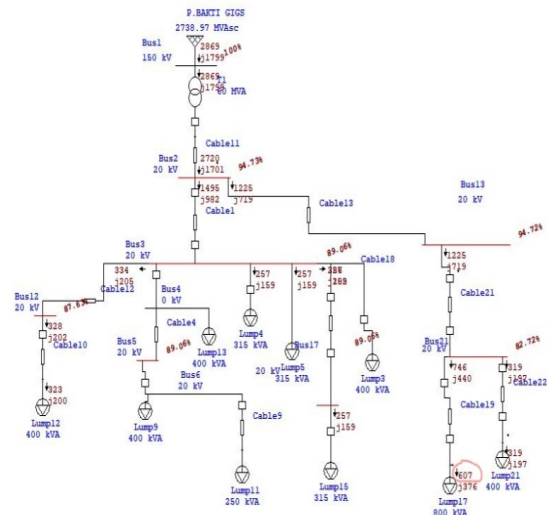 P.BAKTI GIGS
2738.97 MVAsc
Bus1
150 kV
2869
j1799
100%
2869
j1799
T1
60 MVA
Cable11
Bus2
20 kV
2720
j1701
94.73%
1495
j982
1225
j719
Cable1
Cable13
Bus13
20 kV
94.72%
1225
j719
Bus3
20 kV
89.06%
Cable18
334
j205
Bus4
0 kV
257
j159
257
j159
Cable21
Bus12
20 kV
87.63%
Cable12
Cable4
328
j202
Cable10
Bus5
20 kV
89.06%
Lump13
400 kVA
Lump4
315 kVA
20 kV
Bus17
Lump5
315 kVA
89.06%
Lump3
400 kVA
Bus21
20 kV
82.72%
746
j440
319
j197
Cable22
Bus6
20 kV
323
j200
Cable9
257
j159
Cable19
Lump12
400 kVA
Lump9
400 kVA
Lump11
250 kVA
Lump15
315 kVA
607
j376
319
j197
Lump21
400 kVA
Lump17
800 kVA